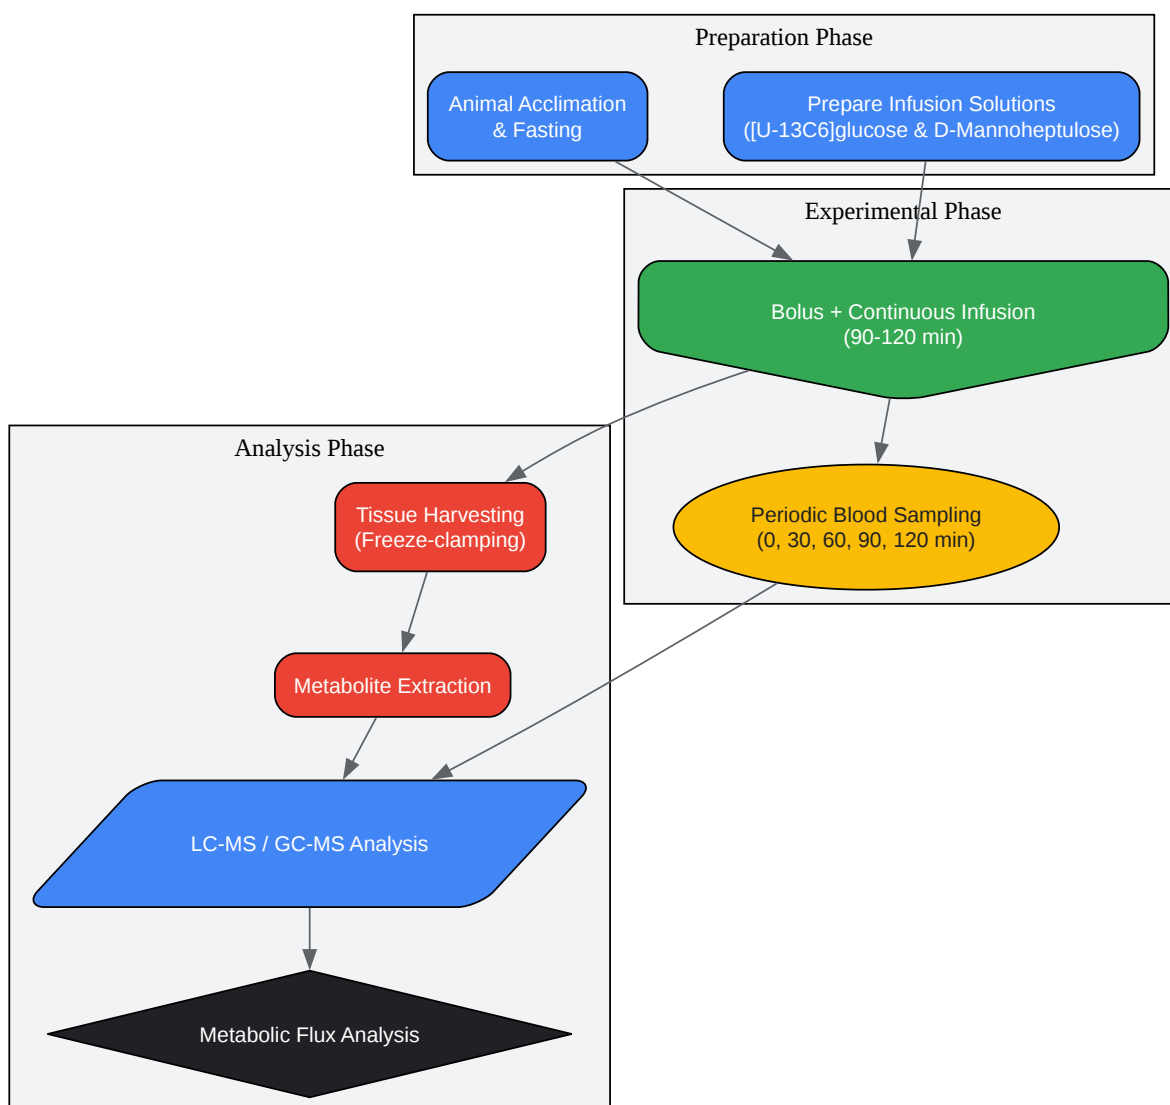 Preparation Phase
Animal Acclimation
& Fasting
Prepare Infusion Solutions
([U-13C6]glucose & D-Mannoheptulose)
Experimental Phase
Bolus + Continuous Infusion
(90-120 min)
Periodic Blood Sampling
(0, 30, 60, 90, 120 min)
Analysis Phase
Tissue Harvesting
(Freeze-clamping)
Metabolite Extraction
LC-MS / GC-MS Analysis
Metabolic Flux Analysis